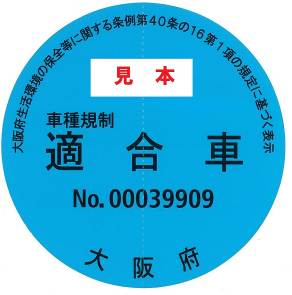 大阪府生活環境の保全等に関する条例第40条の16第1項の規定に基づく表示
見本
車種規制
適合車
No.00039909
大阪府